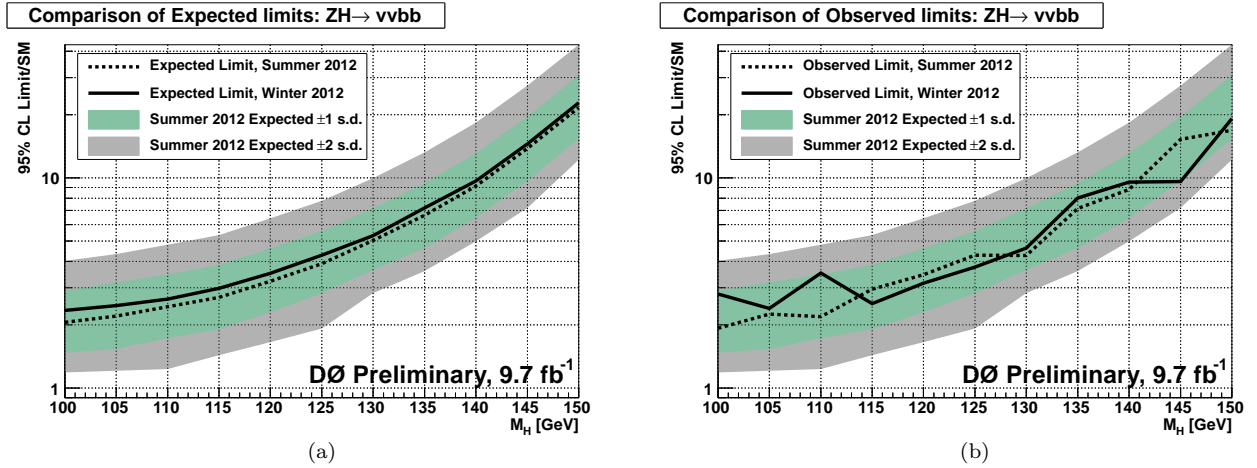 Comparison of Expected limits: ZH→ ννbb
95% CL Limit/SM
Expected Limit, Summer 2012
Expected Limit, Winter 2012
Summer 2012 Expected ±1 s.d.
Summer 2012 Expected ±2 s.d.
10
1
DØ Preliminary, 9.7 fb⁻¹
100 105 110 115 120 125 130 135 140 145 150
M_H [GeV]
(a)
Comparison of Observed limits: ZH→ ννbb
95% CL Limit/SM
Observed Limit, Summer 2012
Observed Limit, Winter 2012
Summer 2012 Expected ±1 s.d.
Summer 2012 Expected ±2 s.d.
10
1
DØ Preliminary, 9.7 fb⁻¹
100 105 110 115 120 125 130 135 140 145 150
M_H [GeV]
(b)